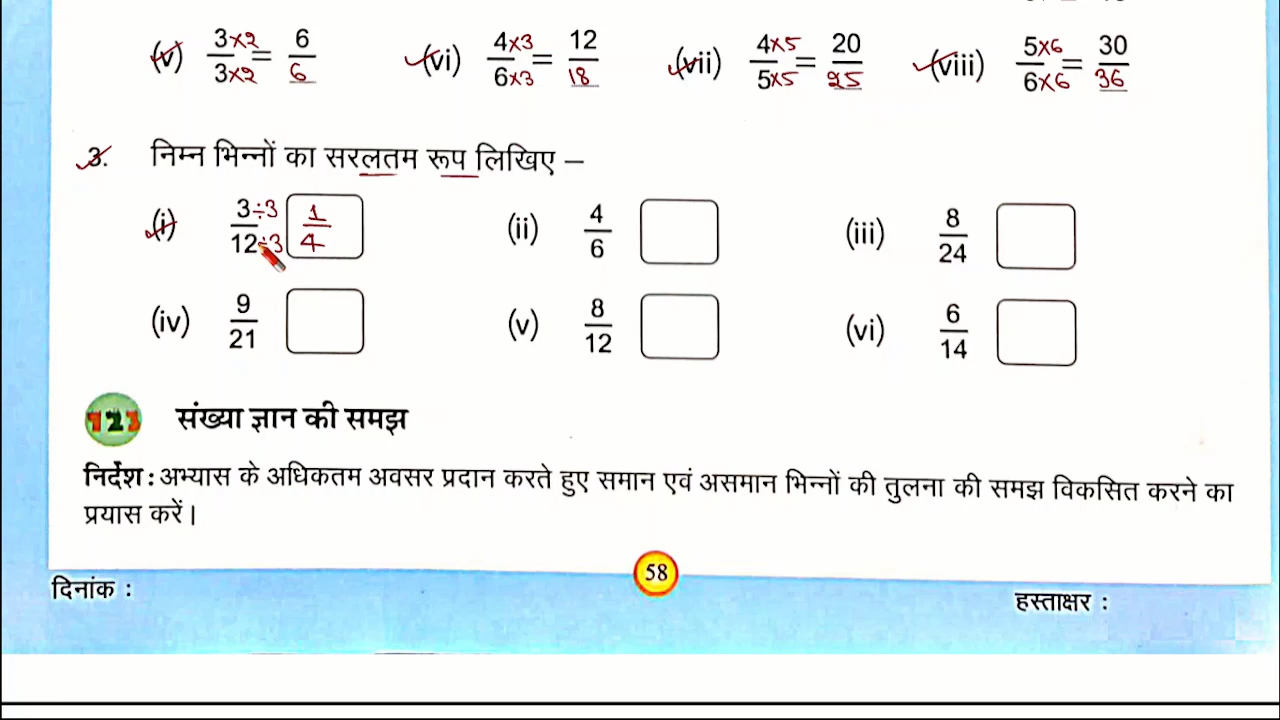 (v) 3×2/3×2 = 6/6 (vi) 4×3/6×3 = 12/18 (vii) 4×5/5×5 = 20/25 (viii) 5×6/6×6 = 30/36
3. निम्न भिन्नों का सरलतम रूप लिखिए –
(i) 3÷3/12÷3 1/4 (ii) 4/6 (iii) 8/24
(iv) 9/21 (v) 8/12 (vi) 6/14
123 संख्या ज्ञान की समझ
निर्देश : अभ्यास के अधिकतम अवसर प्रदान करते हुए समान एवं असमान भिन्नों की तुलना की समझ विकसित करने का
प्रयास करें।
58
दिनांक :
हस्ताक्षर :